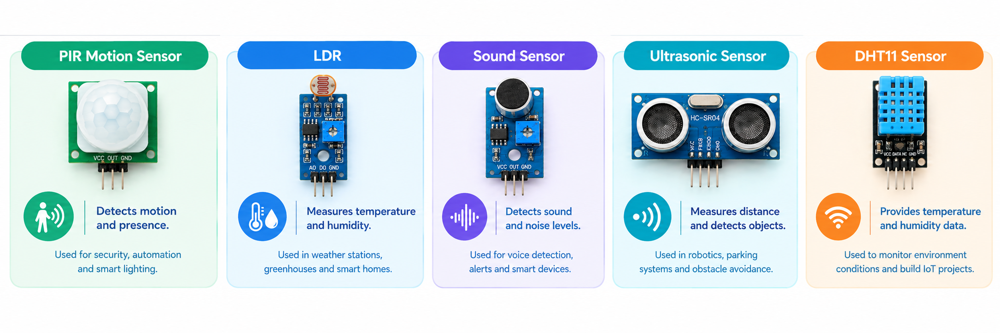 PIR Motion Sensor
VCC OUT GND
Detects motion
and presence.
Used for security, automation
and smart lighting.
LDR
AO DO GND
Measures temperature
and humidity.
Used in weather stations,
greenhouses and smart homes.
Sound Sensor
VCC OUT GND
Detects sound
and noise levels.
Used for voice detection,
alerts and smart devices.
Ultrasonic Sensor
HC-SR04
Measures distance
and detects objects.
Used in robotics, parking
systems and obstacle avoidance.
DHT11 Sensor
VCC DATA NC GND
Provides temperature
and humidity data.
Used to monitor environment
conditions and build IoT projects.